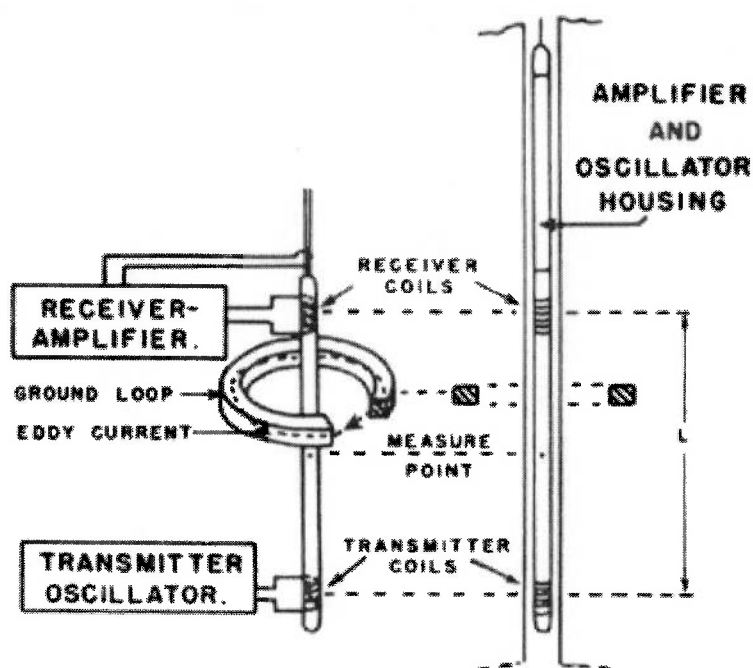 AMPLIFIER
AND
OSCILLATOR
HOUSING
RECEIVER
COILS
RECEIVER-
AMPLIFIER.
GROUND LOOP
EDDY CURRENT
MEASURE
POINT
L
TRANSMITTER
COILS
TRANSMITTER
OSCILLATOR.